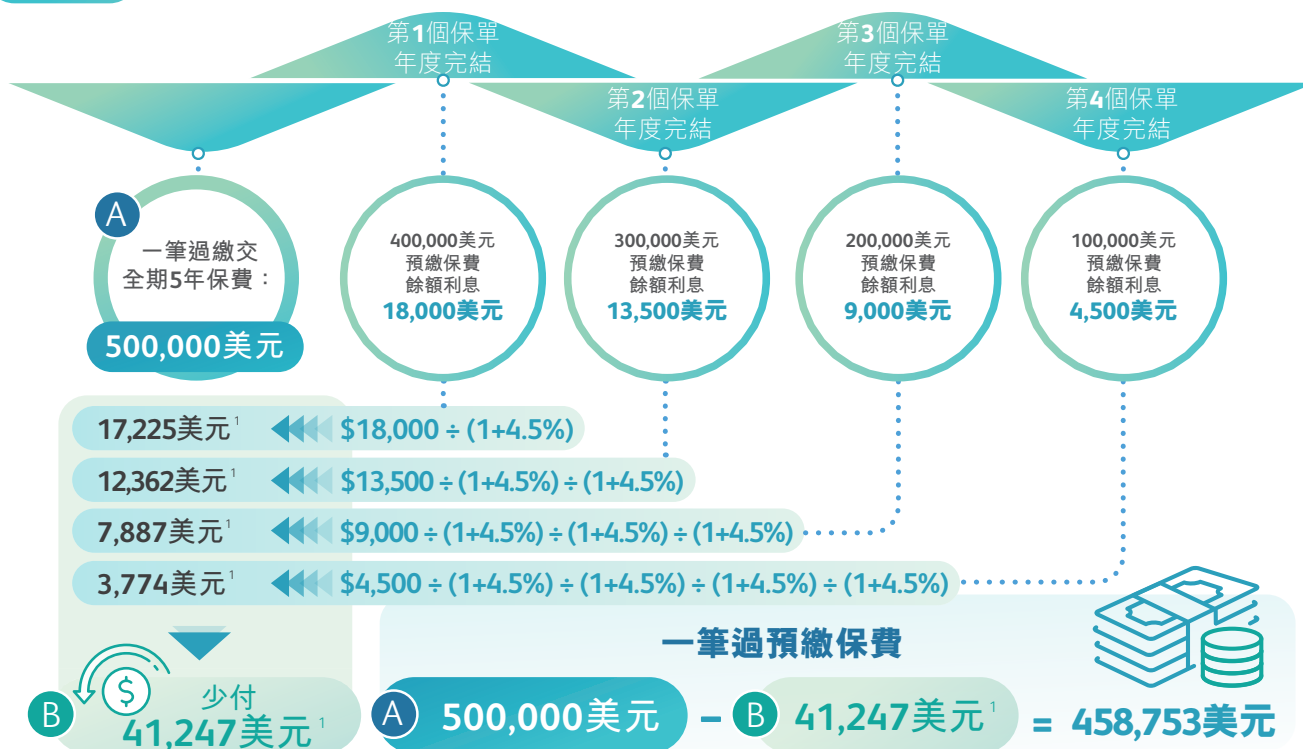 第1個保單
年度完結
第3個保單
年度完結
第2個保單
年度完結
第4個保單
年度完結
A
一筆過繳交
全期5年保費：
500,000美元
400,000美元
預繳保費
餘額利息
18,000美元
300,000美元
預繳保費
餘額利息
13,500美元
200,000美元
預繳保費
餘額利息
9,000美元
100,000美元
預繳保費
餘額利息
4,500美元
17,225美元1 $18,000 ÷ (1+4.5%)
12,362美元1 $13,500 ÷ (1+4.5%) ÷ (1+4.5%)
7,887美元1 $9,000 ÷ (1+4.5%) ÷ (1+4.5%) ÷ (1+4.5%)
3,774美元1 $4,500 ÷ (1+4.5%) ÷ (1+4.5%) ÷ (1+4.5%) ÷ (1+4.5%)
$
B
少付
41,247美元1
一筆過預繳保費
A 500,000美元 – B 41,247美元1 = 458,753美元